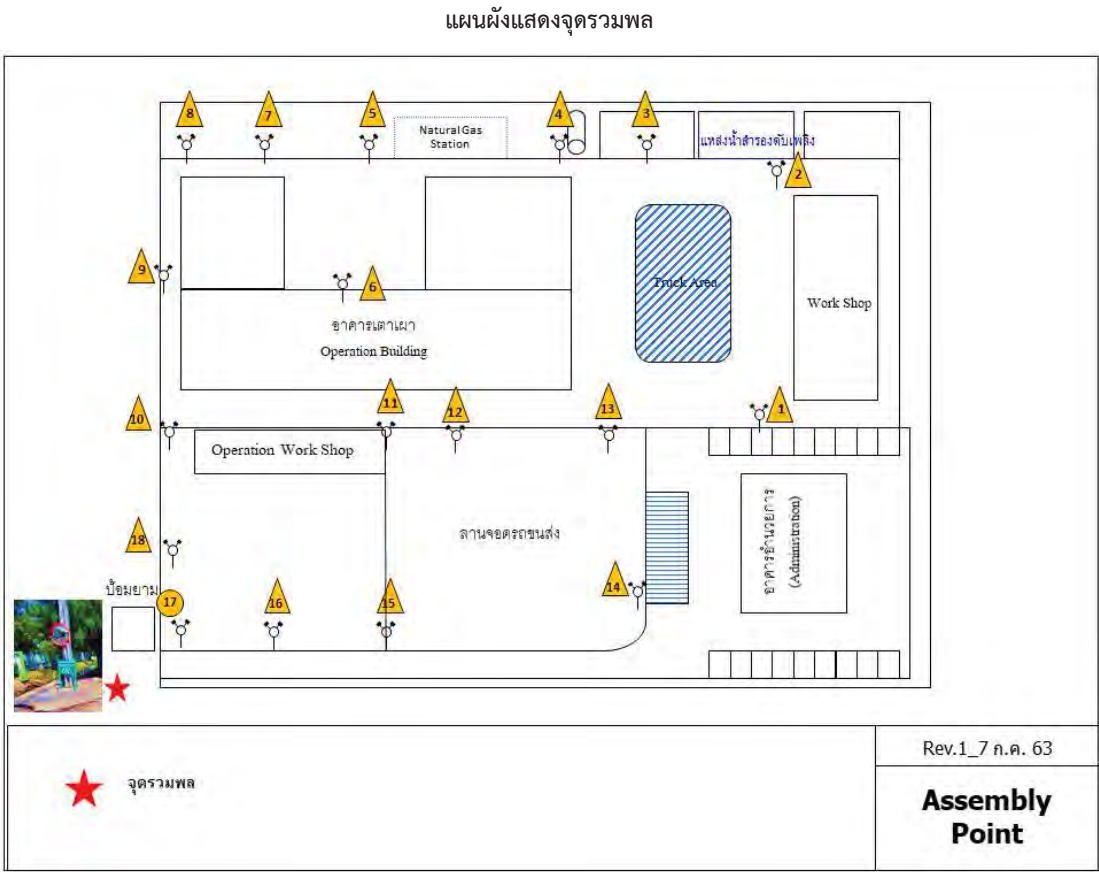 แผนผังแสดงจุดรวมพล
8
7
5
4
3
Natural Gas
Station
แหล่งน้ำสำรองดับเพลิง
2
9
6
Truck Area
Work Shop
อาคารเตาเผา
Operation Building
10
11
12
13
1
Operation Work Shop
ลานจอดรถขนส่ง
อาคารอำนวยการ
(Administration)
18
ป้อมยาม
17
16
15
14
จุดรวมพล
Rev.1_7 ก.ค. 63
Assembly
Point